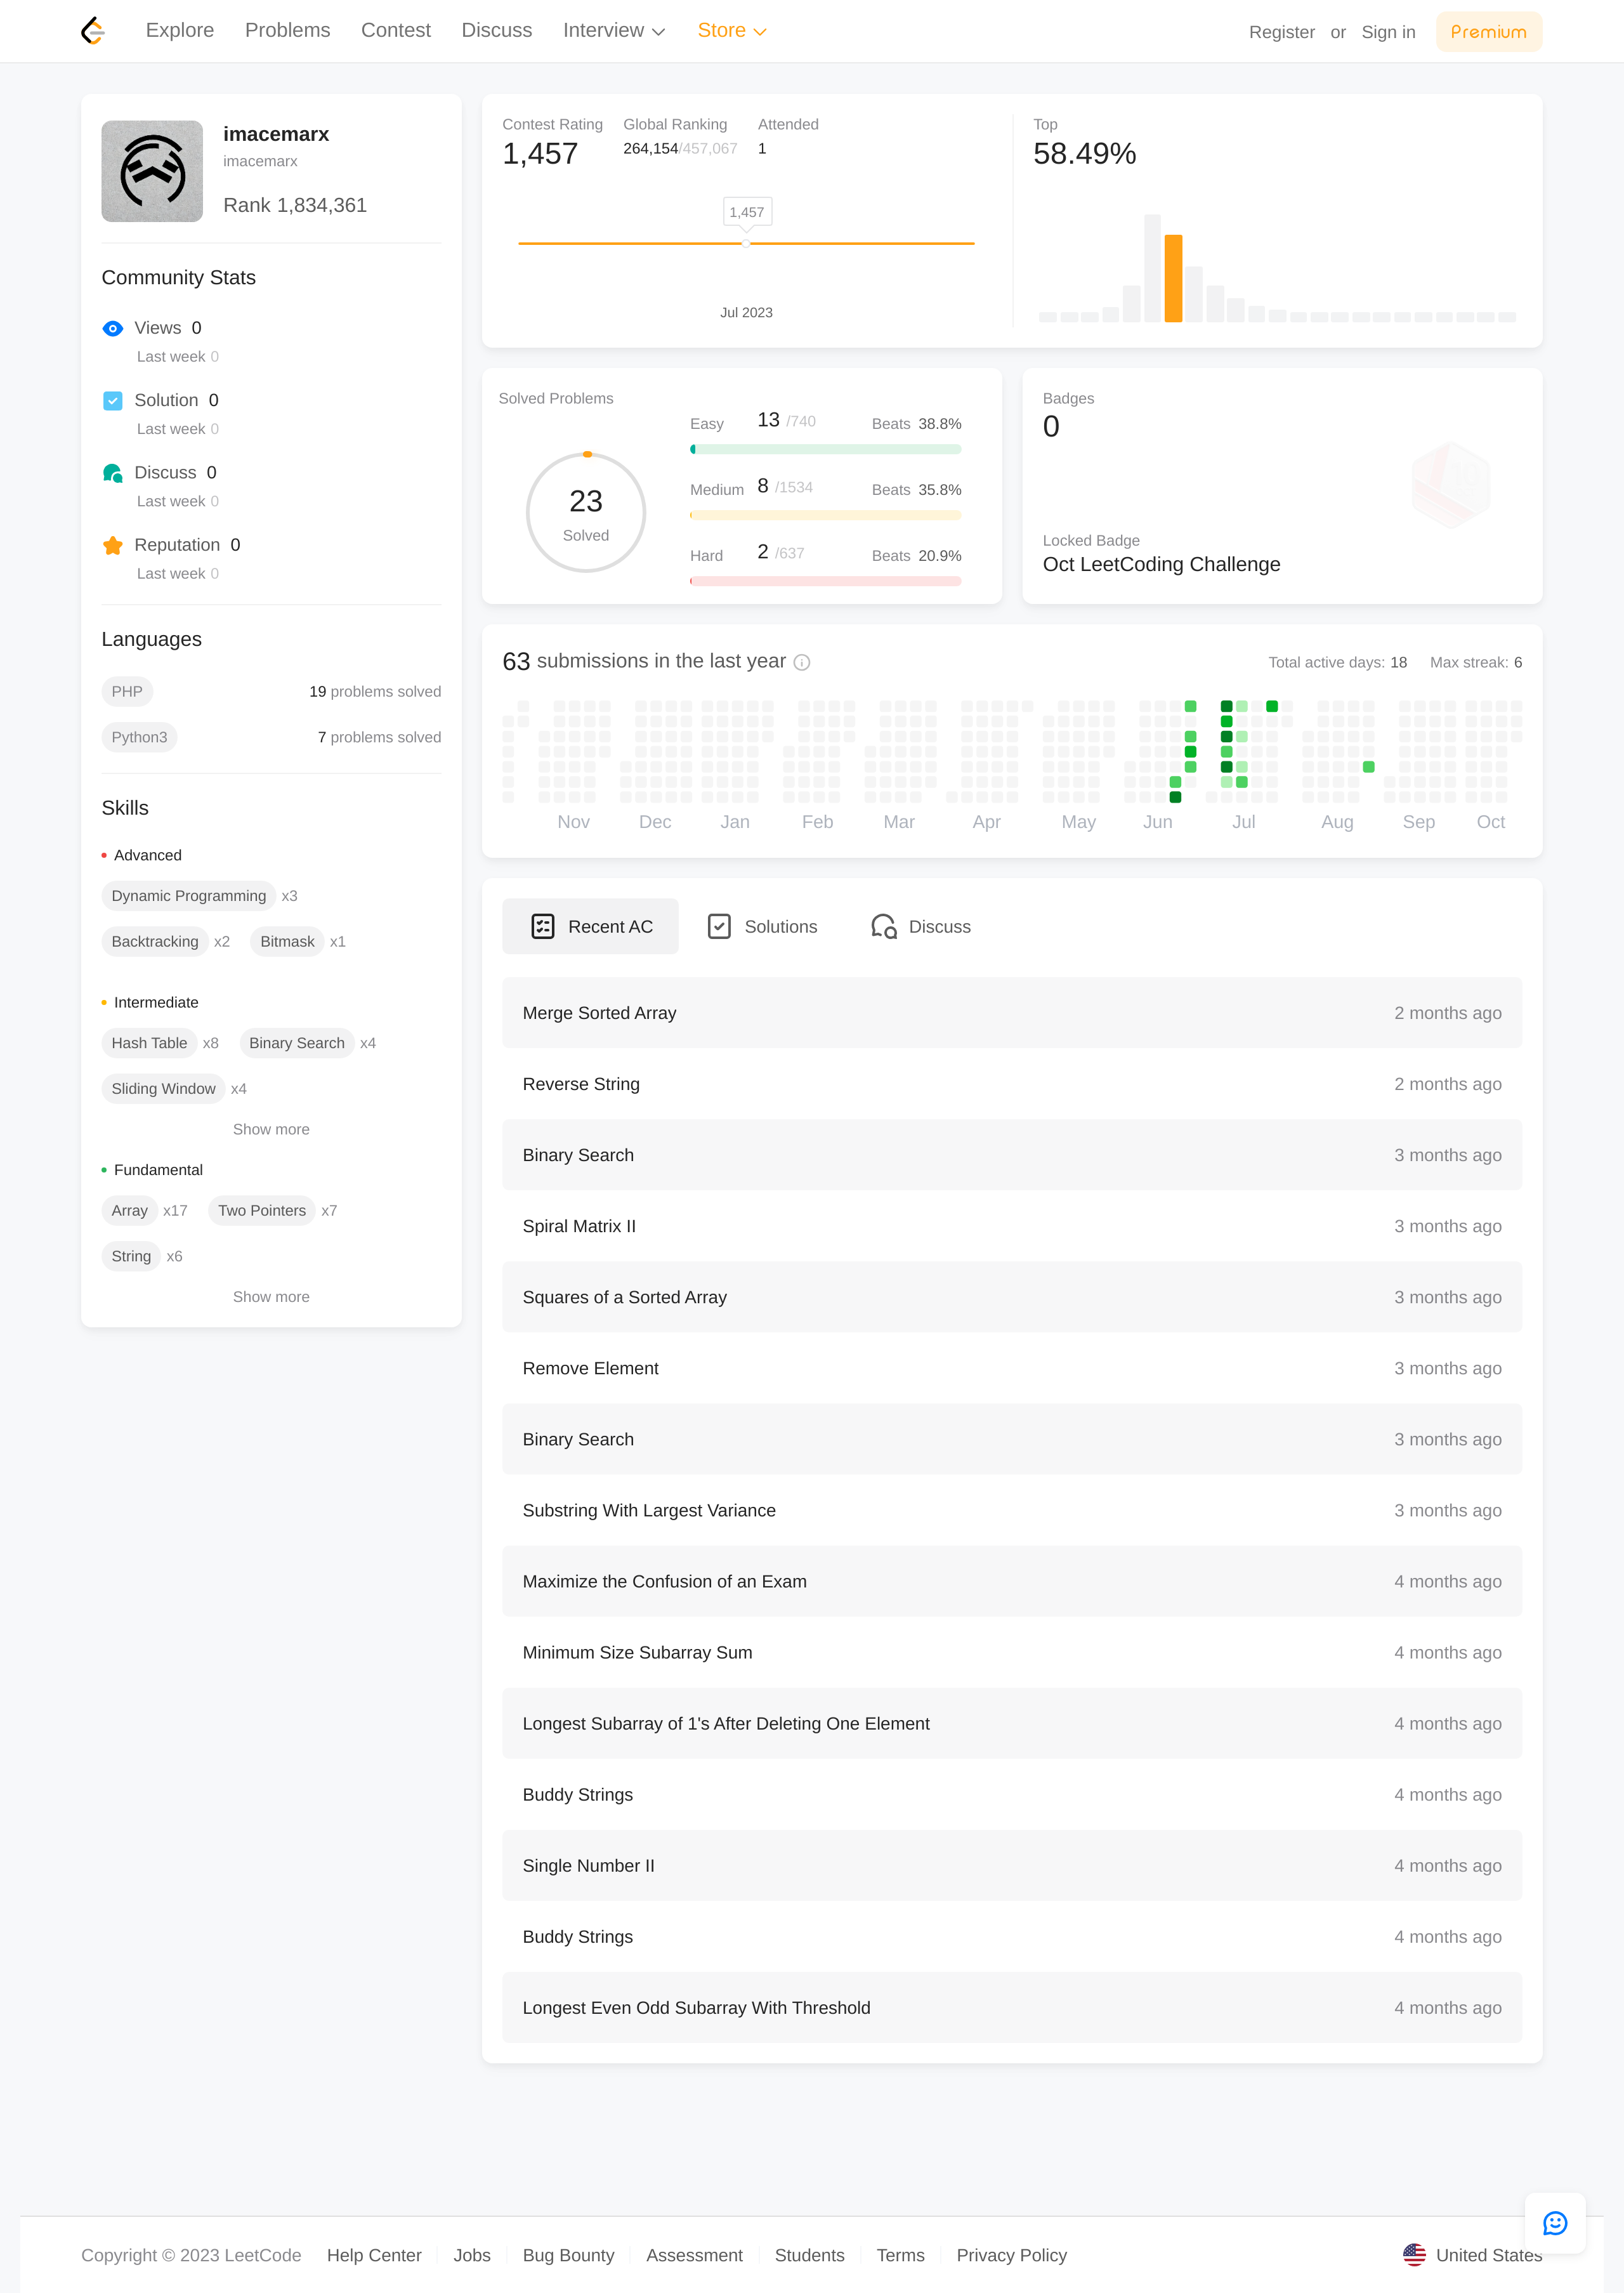 Explore Problems Contest Discuss Interview Store Register or Sign in Premium
imacemarx
imacemarx
Rank 1,834,361
Community Stats
Views 0
Last week 0
Solution 0
Last week 0
Discuss 0
Last week 0
Reputation 0
Last week 0
Languages
PHP 19 problems solved
Python3 7 problems solved
Skills
Advanced
Dynamic Programming x3
Backtracking x2 Bitmask x1
Intermediate
Hash Table x8 Binary Search x4
Sliding Window x4
Show more
Fundamental
Array x17 Two Pointers x7
String x6
Show more
Contest Rating Global Ranking Attended
1,457 264,154/457,067 1
1,457
Jul 2023
Top
58.49%
Solved Problems
23
Solved
Easy 13 /740 Beats 38.8%
Medium 8 /1534 Beats 35.8%
Hard 2 /637 Beats 20.9%
Badges
0
Locked Badge
Oct LeetCoding Challenge
63 submissions in the last year Total active days: 18 Max streak: 6
Nov Dec Jan Feb Mar Apr May Jun Jul Aug Sep Oct
Recent AC Solutions Discuss
Merge Sorted Array 2 months ago
Reverse String 2 months ago
Binary Search 3 months ago
Spiral Matrix II 3 months ago
Squares of a Sorted Array 3 months ago
Remove Element 3 months ago
Binary Search 3 months ago
Substring With Largest Variance 3 months ago
Maximize the Confusion of an Exam 4 months ago
Minimum Size Subarray Sum 4 months ago
Longest Subarray of 1's After Deleting One Element 4 months ago
Buddy Strings 4 months ago
Single Number II 4 months ago
Buddy Strings 4 months ago
Longest Even Odd Subarray With Threshold 4 months ago
Copyright © 2023 LeetCode Help Center Jobs Bug Bounty Assessment Students Terms Privacy Policy United States